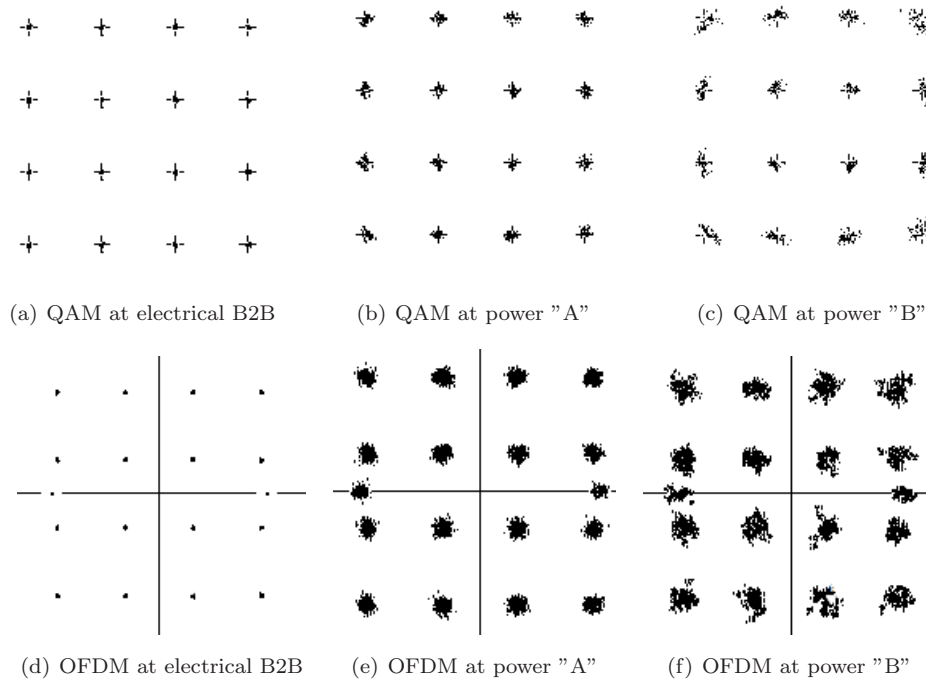 (a) QAM at electrical B2B
(b) QAM at power ”A”
(c) QAM at power ”B”
(d) OFDM at electrical B2B
(e) OFDM at power ”A”
(f) OFDM at power ”B”